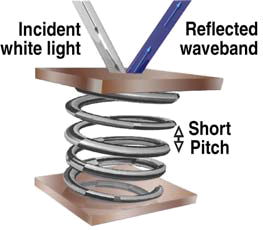 Incident
white light
Reflected
waveband
Short
Pitch